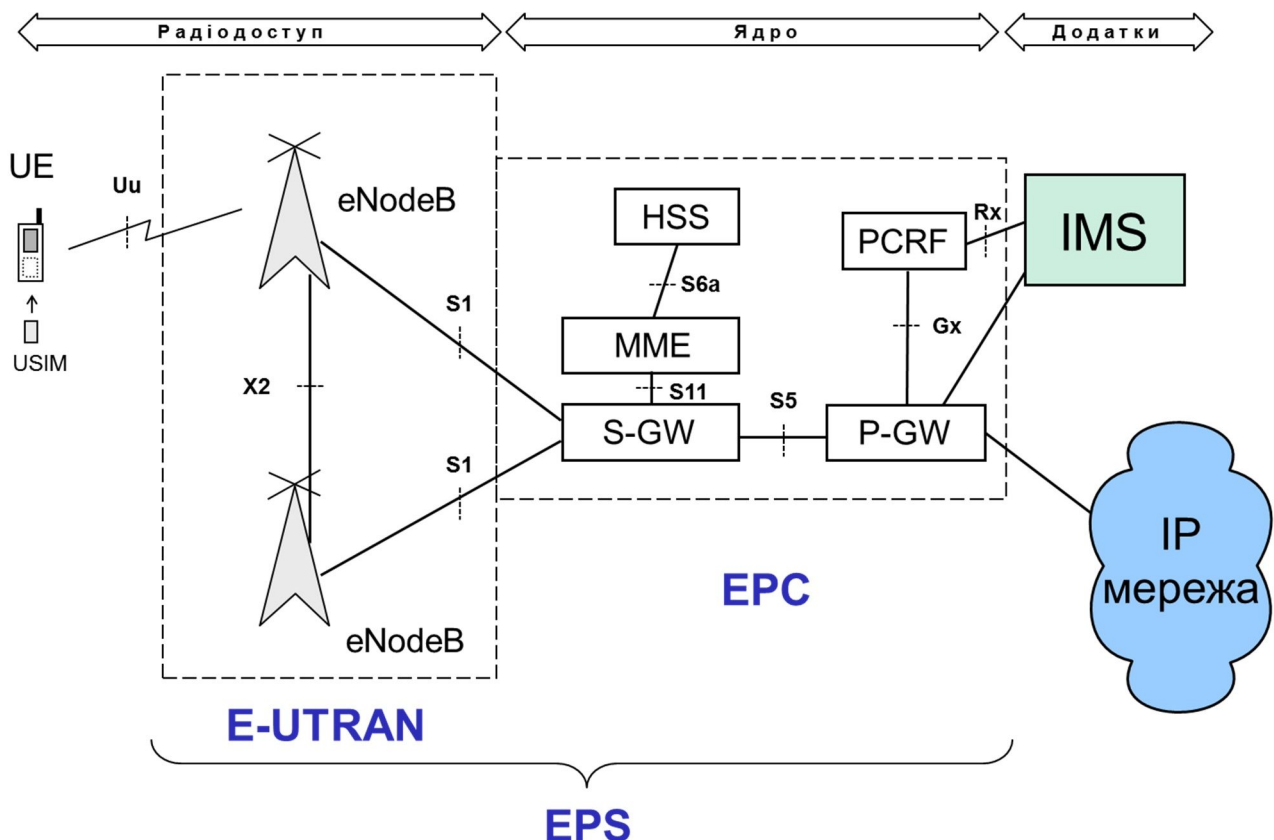 Радіодоступ
Ядро
Додатки
UE
Uu
eNodeB
HSS
PCRF
Rx
IMS
S6a
S1
Gx
USIM
MME
X2
S11
S5
S-GW
P-GW
S1
IP
мережа
EPC
eNodeB
E-UTRAN
EPS